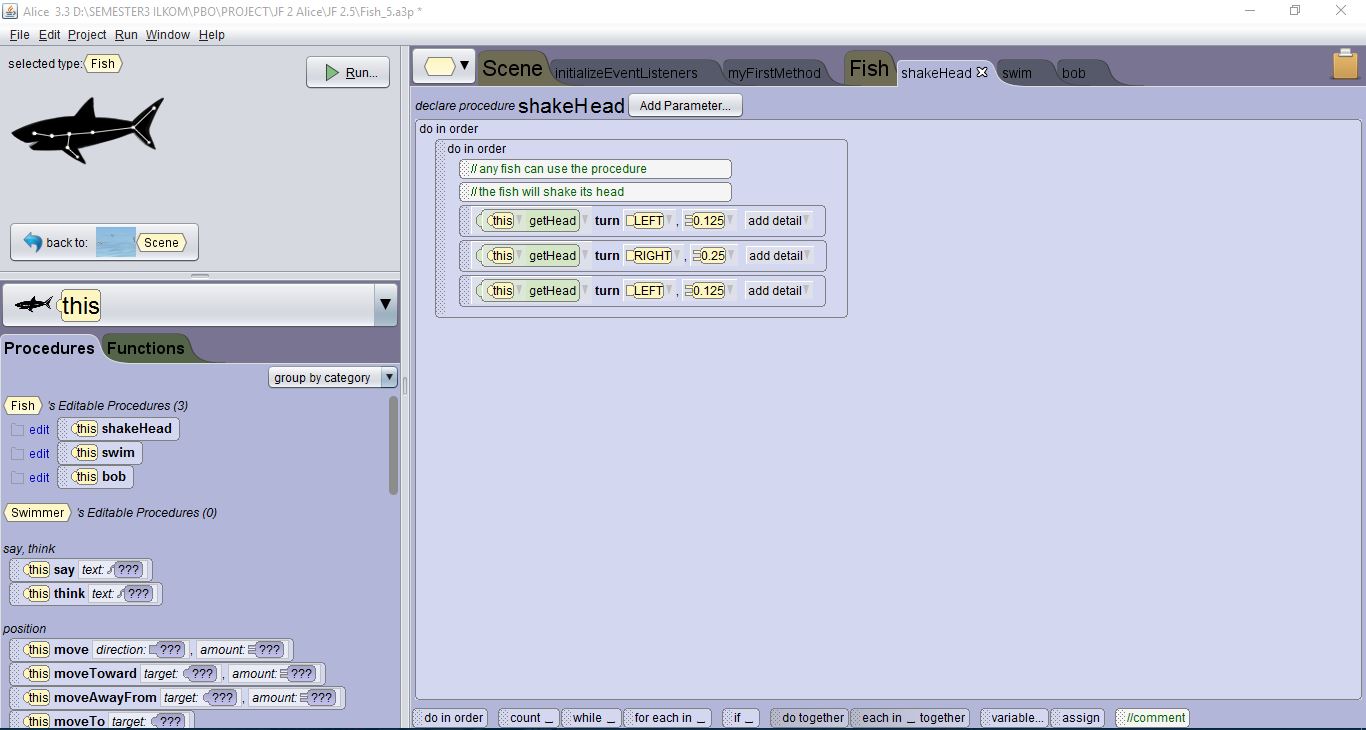 Alice 3.3 D:\SEMESTER3 ILKOM\PBO\PROJECT\JF 2 Alice\JF 2.5\Fish_5.a3p *
File Edit Project Run Window Help
selected type: Fish
Run...
back to: Scene
this
Procedures Functions
group by category
Fish 's Editable Procedures (3)
edit this shakeHead
edit this swim
edit this bob
Swimmer 's Editable Procedures (0)
say, think
this say text: ???
this think text: ???
position
this move direction: ??? , amount: ???
this moveToward target: ??? , amount: ???
this moveAwayFrom target: ??? , amount: ???
this moveTo target: ???
Scene initializeEventListeners myFirstMethod Fish shakeHead swim bob
declare procedure shakeHead Add Parameter...
do in order
do in order
// any fish can use the procedure
// the fish will shake its head
this getHead turn LEFT , 0.125 add detail
this getHead turn RIGHT , 0.25 add detail
this getHead turn LEFT , 0.125 add detail
do in order count _ while _ for each in _ if _ do together each in _ together variable... assign //comment